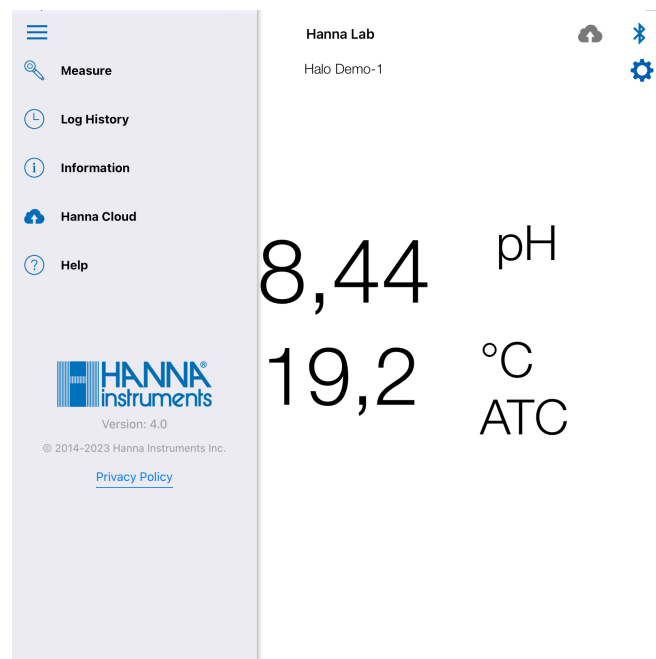 Hanna Lab
Halo Demo-1
Measure
Log History
Information
Hanna Cloud
Help
HANNA®
instruments
Version: 4.0
© 2014-2023 Hanna Instruments Inc.
Privacy Policy
8,44 pH
19,2 °C
ATC